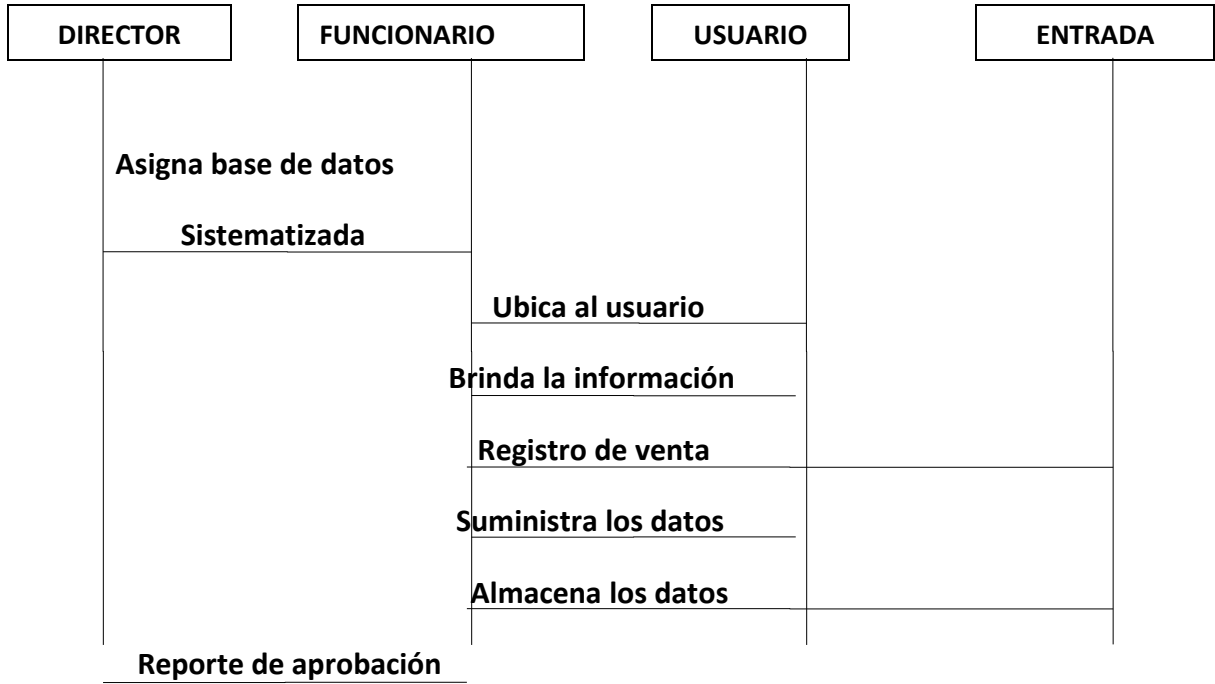 DIRECTOR FUNCIONARIO USUARIO ENTRADA
Asigna base de datos
Sistematizada
Ubica al usuario
Brinda la información
Registro de venta
Suministra los datos
Almacena los datos
Reporte de aprobación